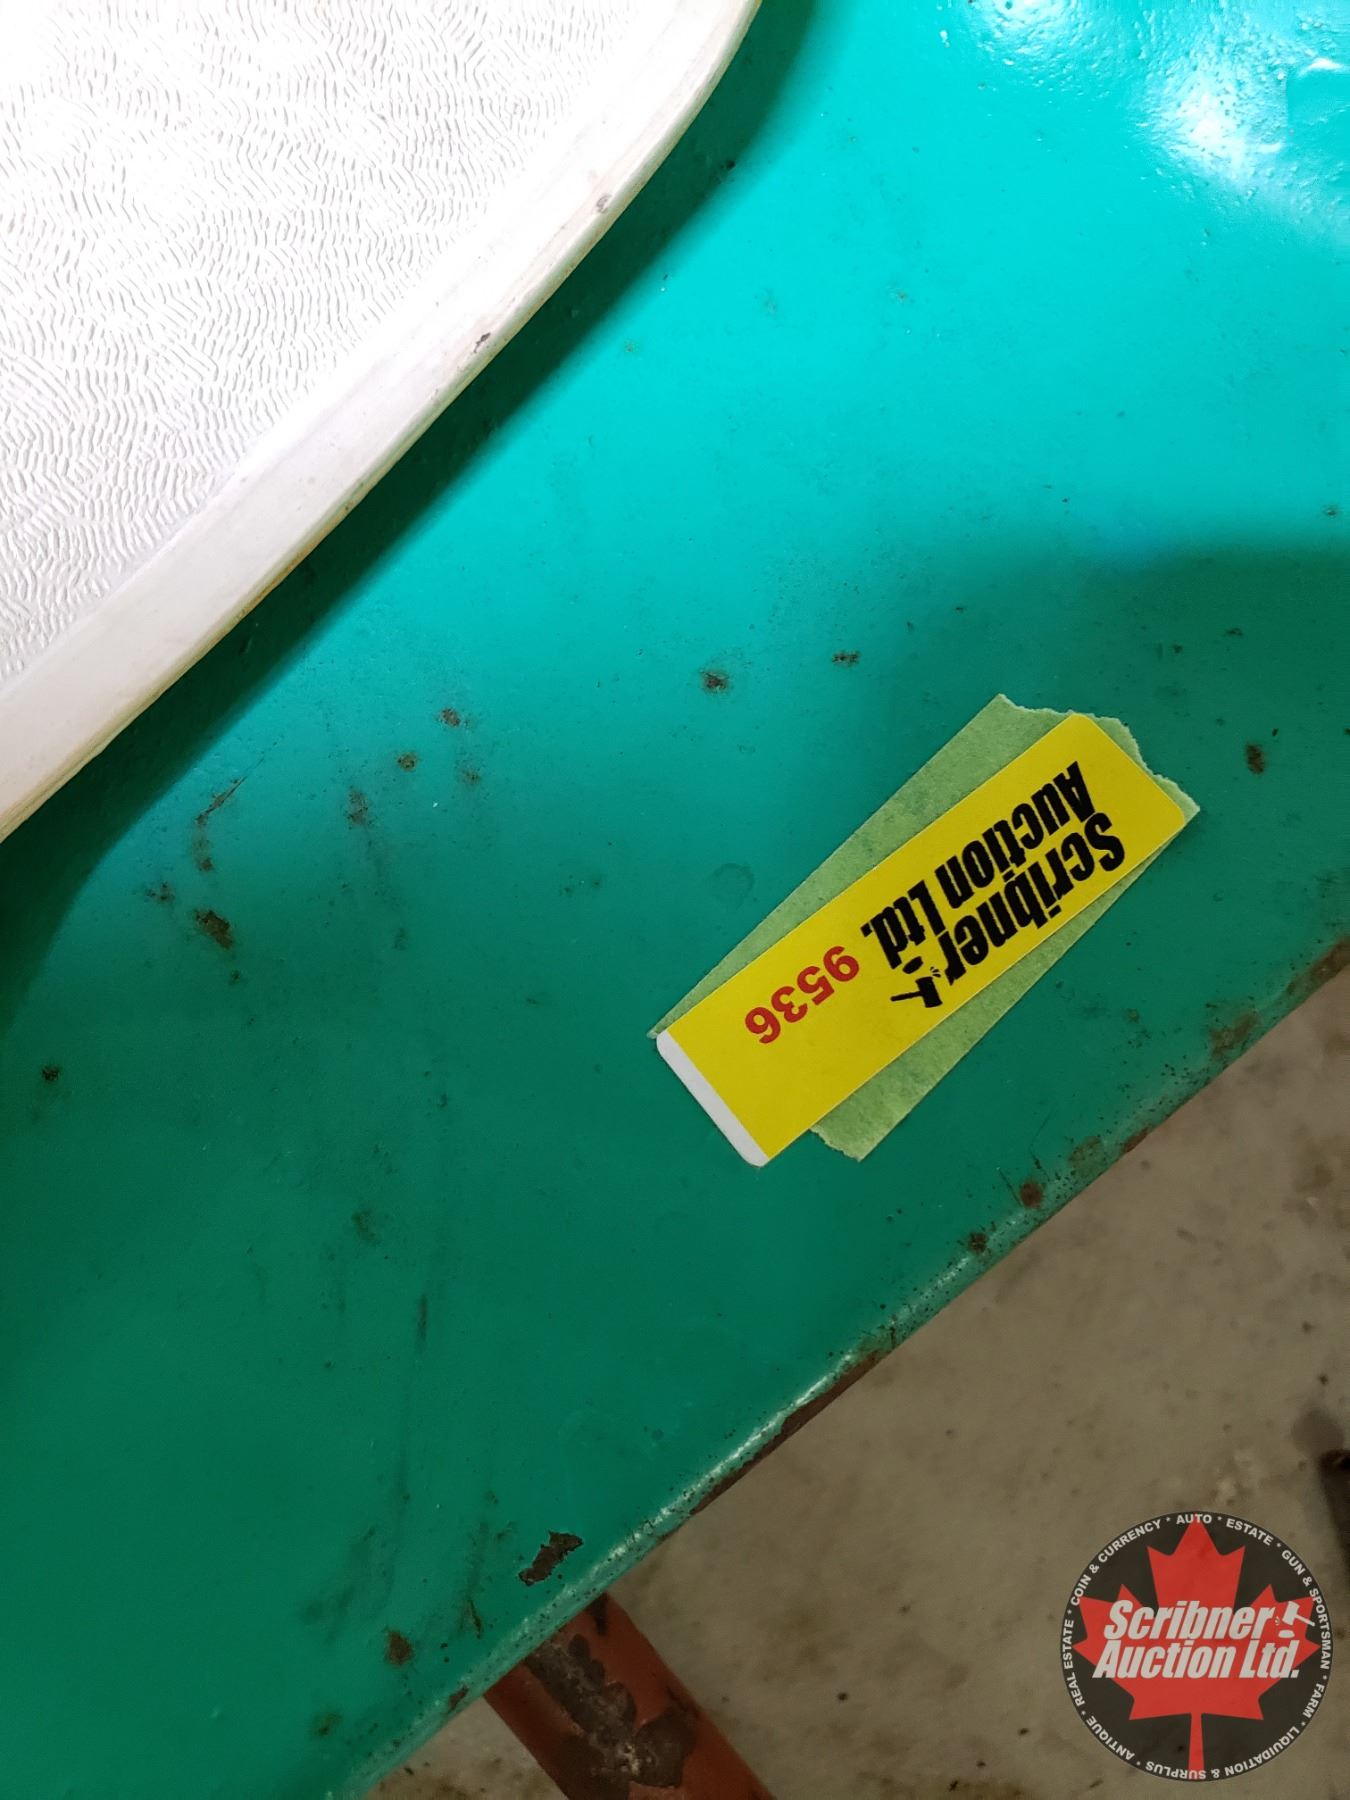 Scribner
Auction Ltd.
9536
Scribner
Auction Ltd.
REAL ESTATE * COIN & CURRENCY * AUTO * ESTATE * GUN & SPORTSMAN * FARM * LIQUIDATION & SURPLUS * ANTIQUE *